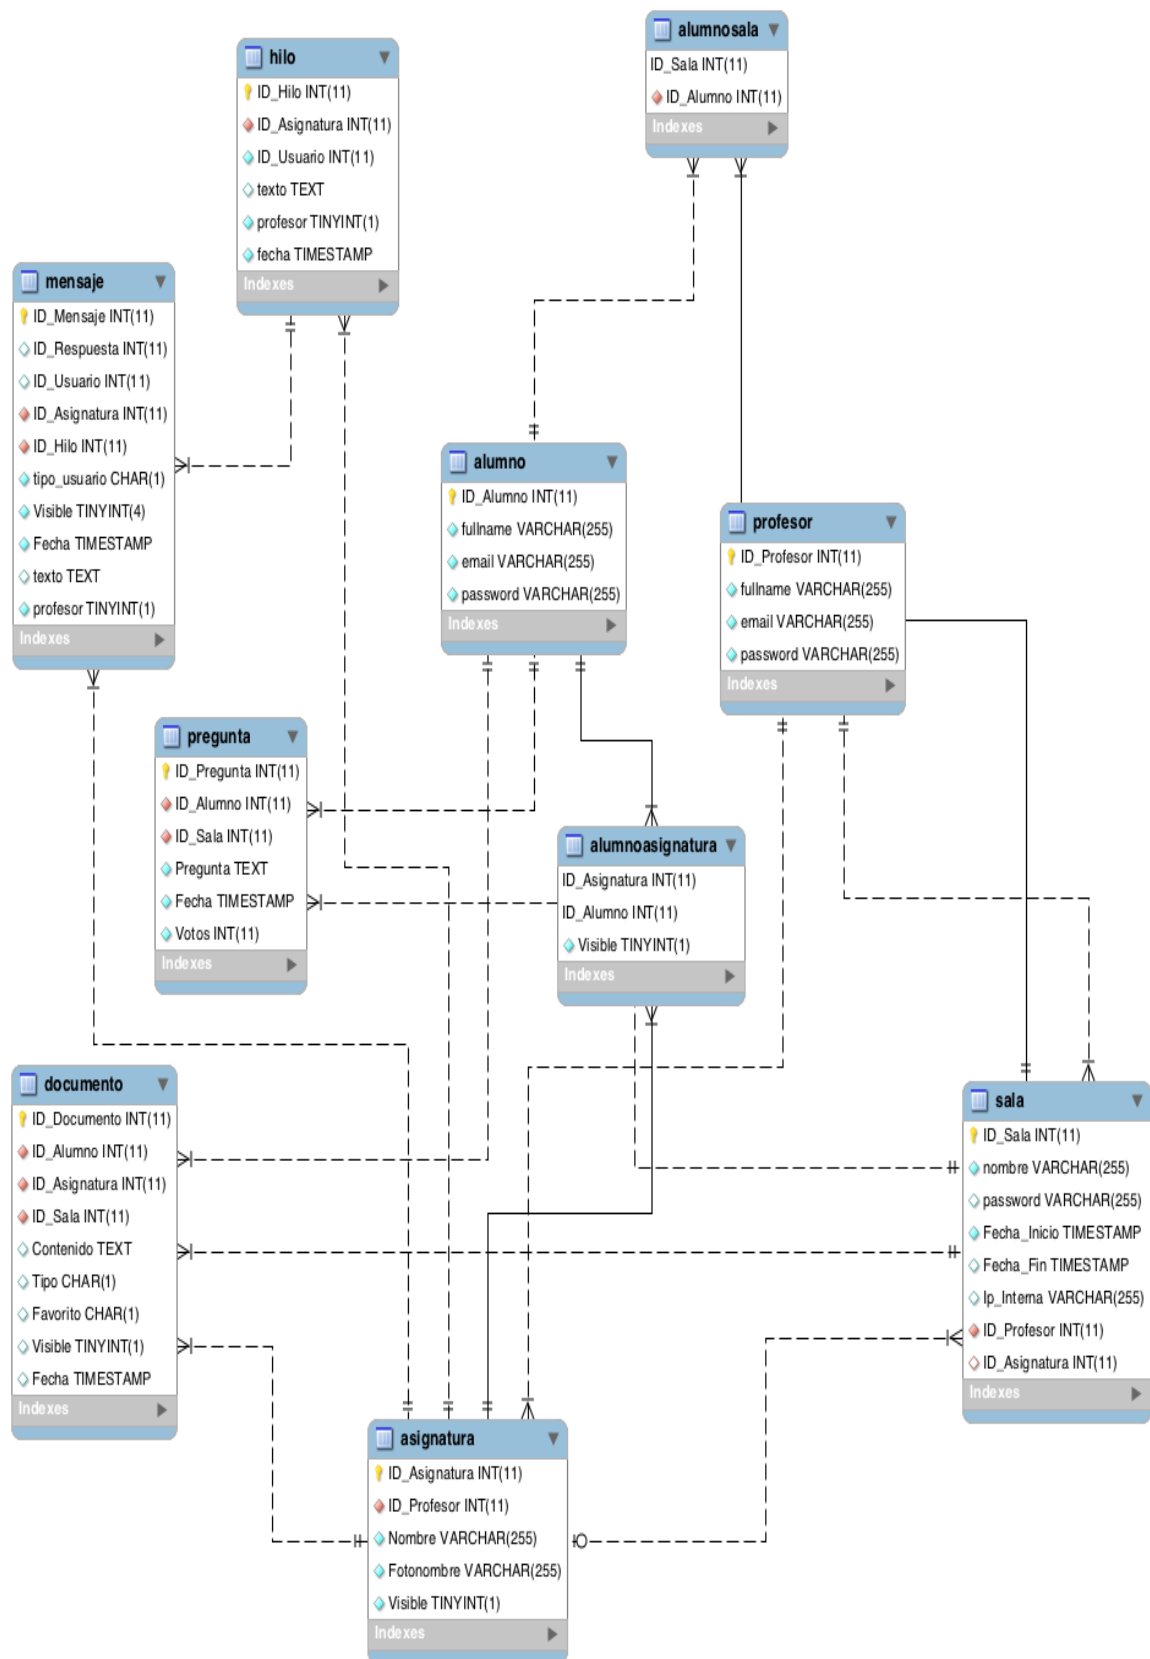 alumnosala
ID_Sala INT(11)
ID_Alumno INT(11)
Indexes
hilo
ID_Hilo INT(11)
ID_Asignatura INT(11)
ID_Usuario INT(11)
texto TEXT
profesor TINYINT(1)
fecha TIMESTAMP
Indexes
mensaje
ID_Mensaje INT(11)
ID_Respuesta INT(11)
ID_Usuario INT(11)
ID_Asignatura INT(11)
ID_Hilo INT(11)
tipo_usuario CHAR(1)
Visible TINYINT(4)
Fecha TIMESTAMP
texto TEXT
profesor TINYINT(1)
Indexes
alumno
ID_Alumno INT(11)
fullname VARCHAR(255)
email VARCHAR(255)
password VARCHAR(255)
Indexes
profesor
ID_Profesor INT(11)
fullname VARCHAR(255)
email VARCHAR(255)
password VARCHAR(255)
Indexes
pregunta
ID_Pregunta INT(11)
ID_Alumno INT(11)
ID_Sala INT(11)
Pregunta TEXT
Fecha TIMESTAMP
Votos INT(11)
Indexes
alumnoasignatura
ID_Asignatura INT(11)
ID_Alumno INT(11)
Visible TINYINT(1)
Indexes
documento
ID_Documento INT(11)
ID_Alumno INT(11)
ID_Asignatura INT(11)
ID_Sala INT(11)
Contenido TEXT
Tipo CHAR(1)
Favorito CHAR(1)
Visible TINYINT(1)
Fecha TIMESTAMP
Indexes
sala
ID_Sala INT(11)
nombre VARCHAR(255)
password VARCHAR(255)
Fecha_Inicio TIMESTAMP
Fecha_Fin TIMESTAMP
Ip_Interna VARCHAR(255)
ID_Profesor INT(11)
ID_Asignatura INT(11)
Indexes
asignatura
ID_Asignatura INT(11)
ID_Profesor INT(11)
Nombre VARCHAR(255)
Fotonombre VARCHAR(255)
Visible TINYINT(1)
Indexes